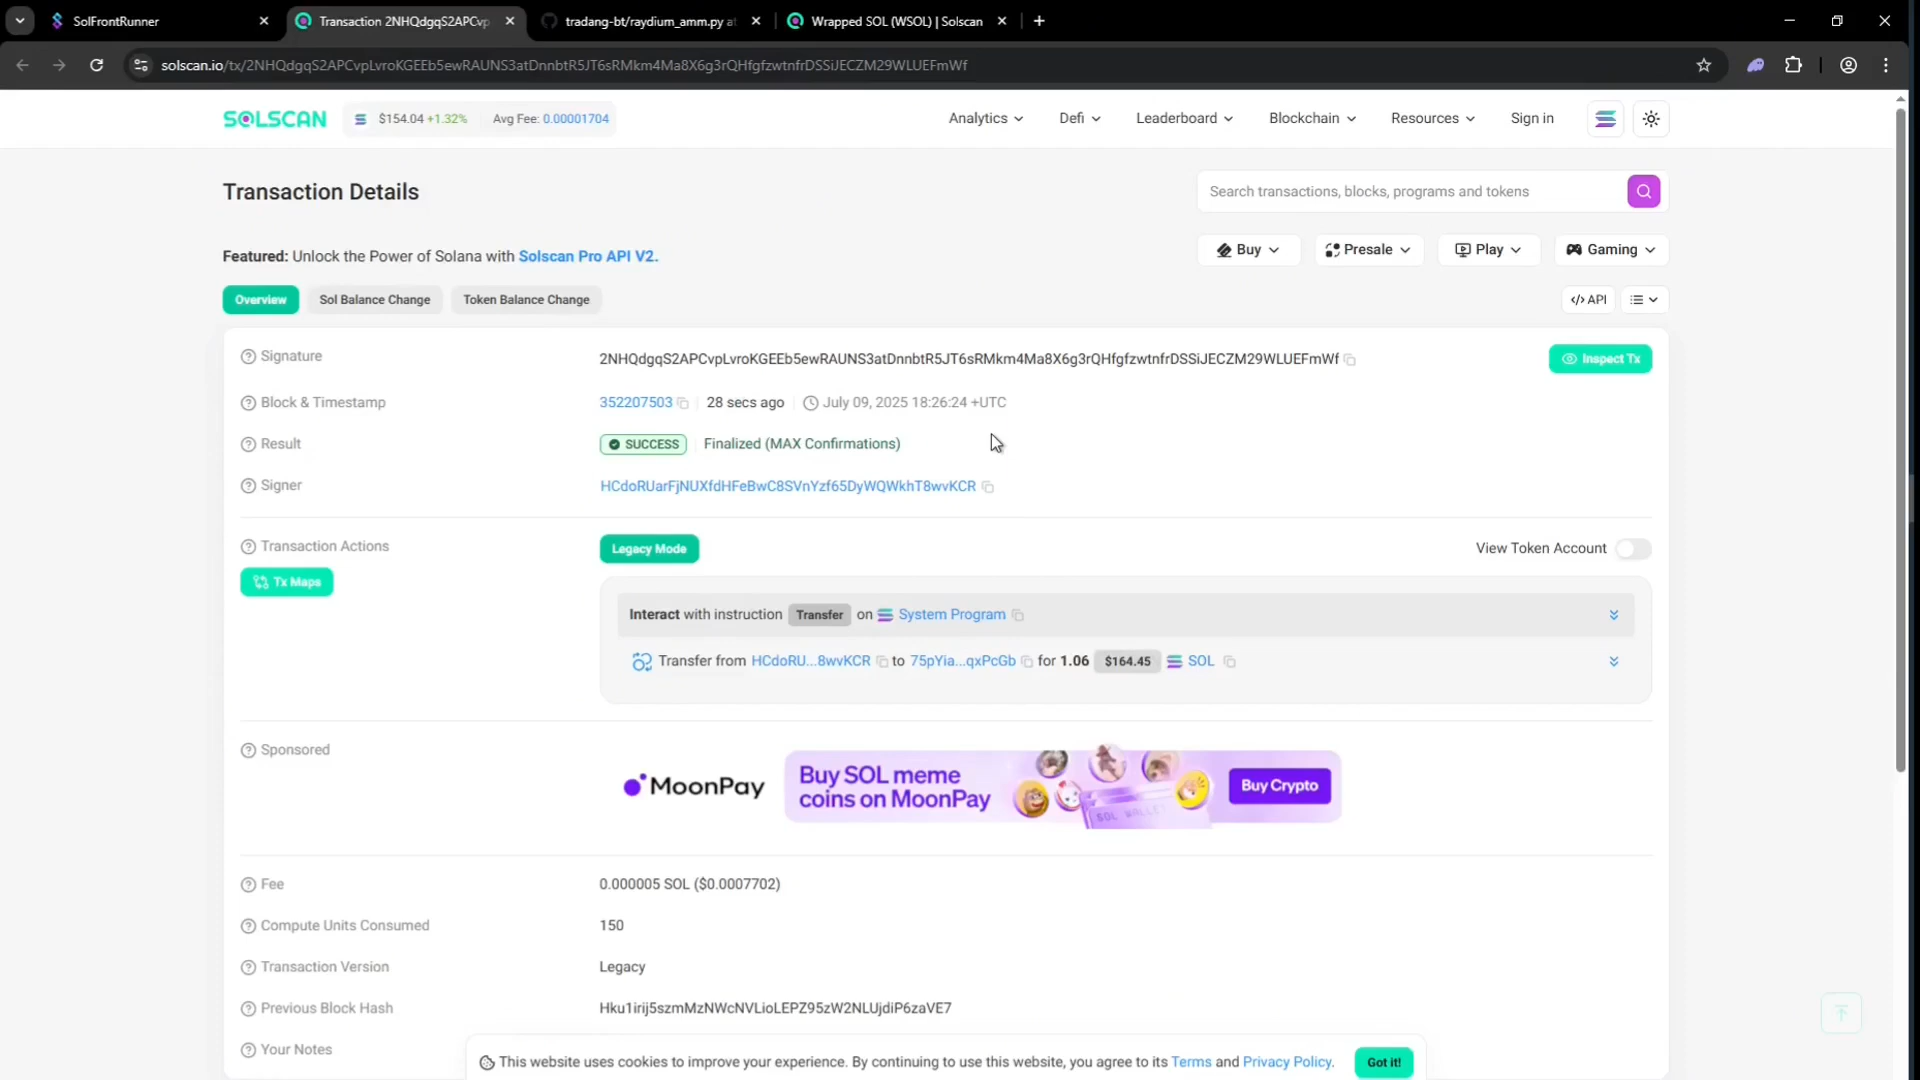 SolFrontRunner
Transaction 2NHQdgqS2APCvp
tradang-bt/raydium_amm.py at
Wrapped SOL (WSOL) | Solscan
solscan.io/tx/2NHQdgqS2APCvpLvroKGEEb5ewRAUNS3atDnnbtR5JT6sRMkm4Ma8X6g3rQHfgfzwtnfrDSSiJECZM29WLUEFmWf
SOLSCAN
$154.04 +1.32%
Avg Fee: 0.00001704
Analytics
Defi
Leaderboard
Blockchain
Resources
Sign in
Transaction Details
Search transactions, blocks, programs and tokens
Featured: Unlock the Power of Solana with Solscan Pro API V2.
Buy
Presale
Play
Gaming
Overview
Sol Balance Change
Token Balance Change
</> API
Signature
2NHQdgqS2APCvpLvroKGEEb5ewRAUNS3atDnnbtR5JT6sRMkm4Ma8X6g3rQHfgfzwtnfrDSSiJECZM29WLUEFmWf
Inspect Tx
Block & Timestamp
352207503
28 secs ago
July 09, 2025 18:26:24 +UTC
Result
SUCCESS
Finalized (MAX Confirmations)
Signer
HCdoRUarFjNUXfdHFeBwC8SVnYzf65DyWQWkhT8wvKCR
Transaction Actions
Legacy Mode
View Token Account
Tx Maps
Interact with instruction Transfer on System Program
Transfer from HCdoRU...8wvKCR to 75pYia...qxPcGb for 1.06 $164.45 SOL
Sponsored
MoonPay
Buy SOL meme
coins on MoonPay
Buy Crypto
SOL WALLET
Fee
0.000005 SOL ($0.0007702)
Compute Units Consumed
150
Transaction Version
Legacy
Previous Block Hash
Hku1irij5szmMzNWcNVLioLEPZ95zW2NLUjdiP6zaVE7
Your Notes
This website uses cookies to improve your experience. By continuing to use this website, you agree to its Terms and Privacy Policy.
Got it!